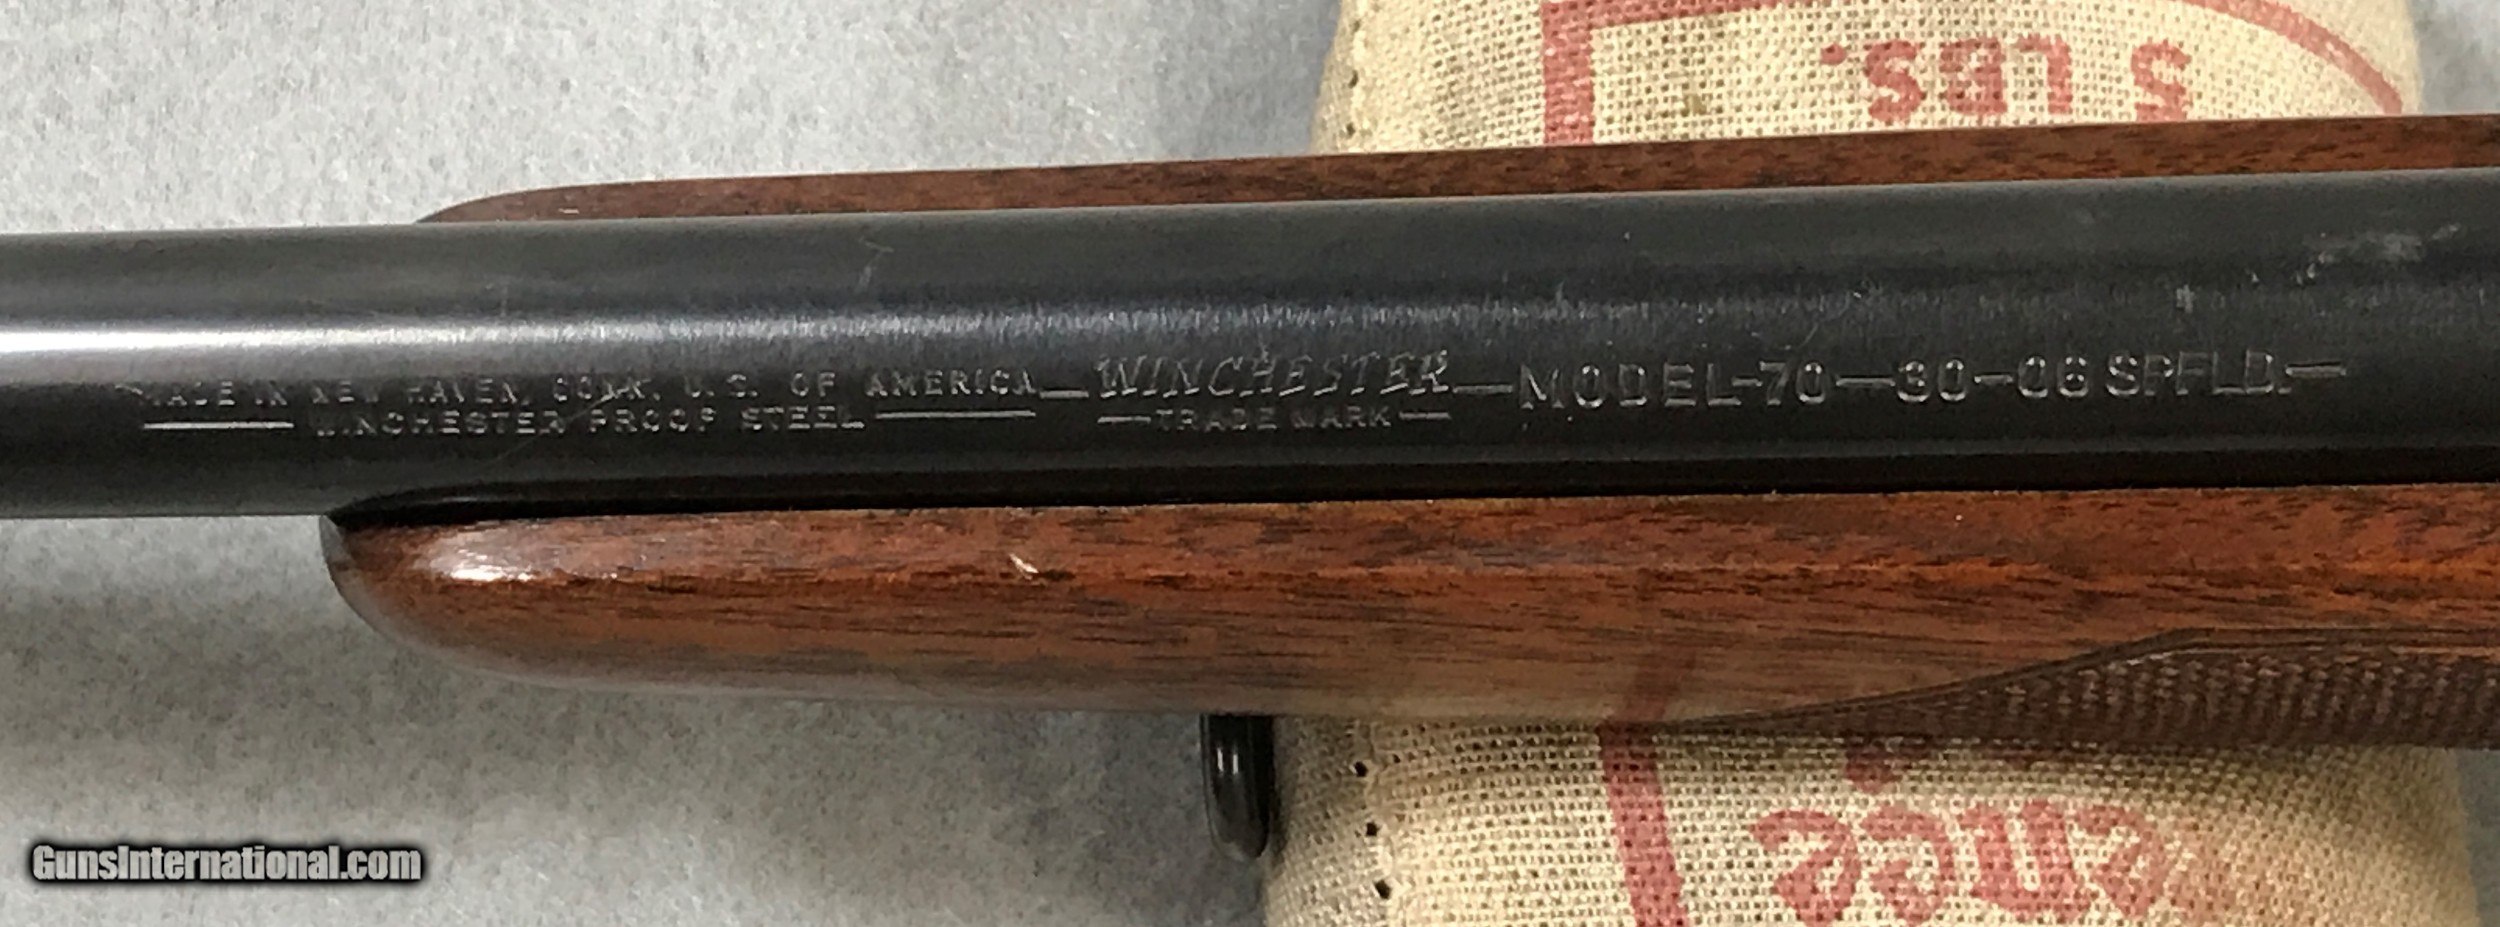 5 LBS.
MADE IN NEW HAVEN, CONN. U. S. OF AMERICA — WINCHESTER — MODEL-70—30-06 SPFLD.—
WINCHESTER PROOF STEEL —TRADE MARK—
GunsInternational.com